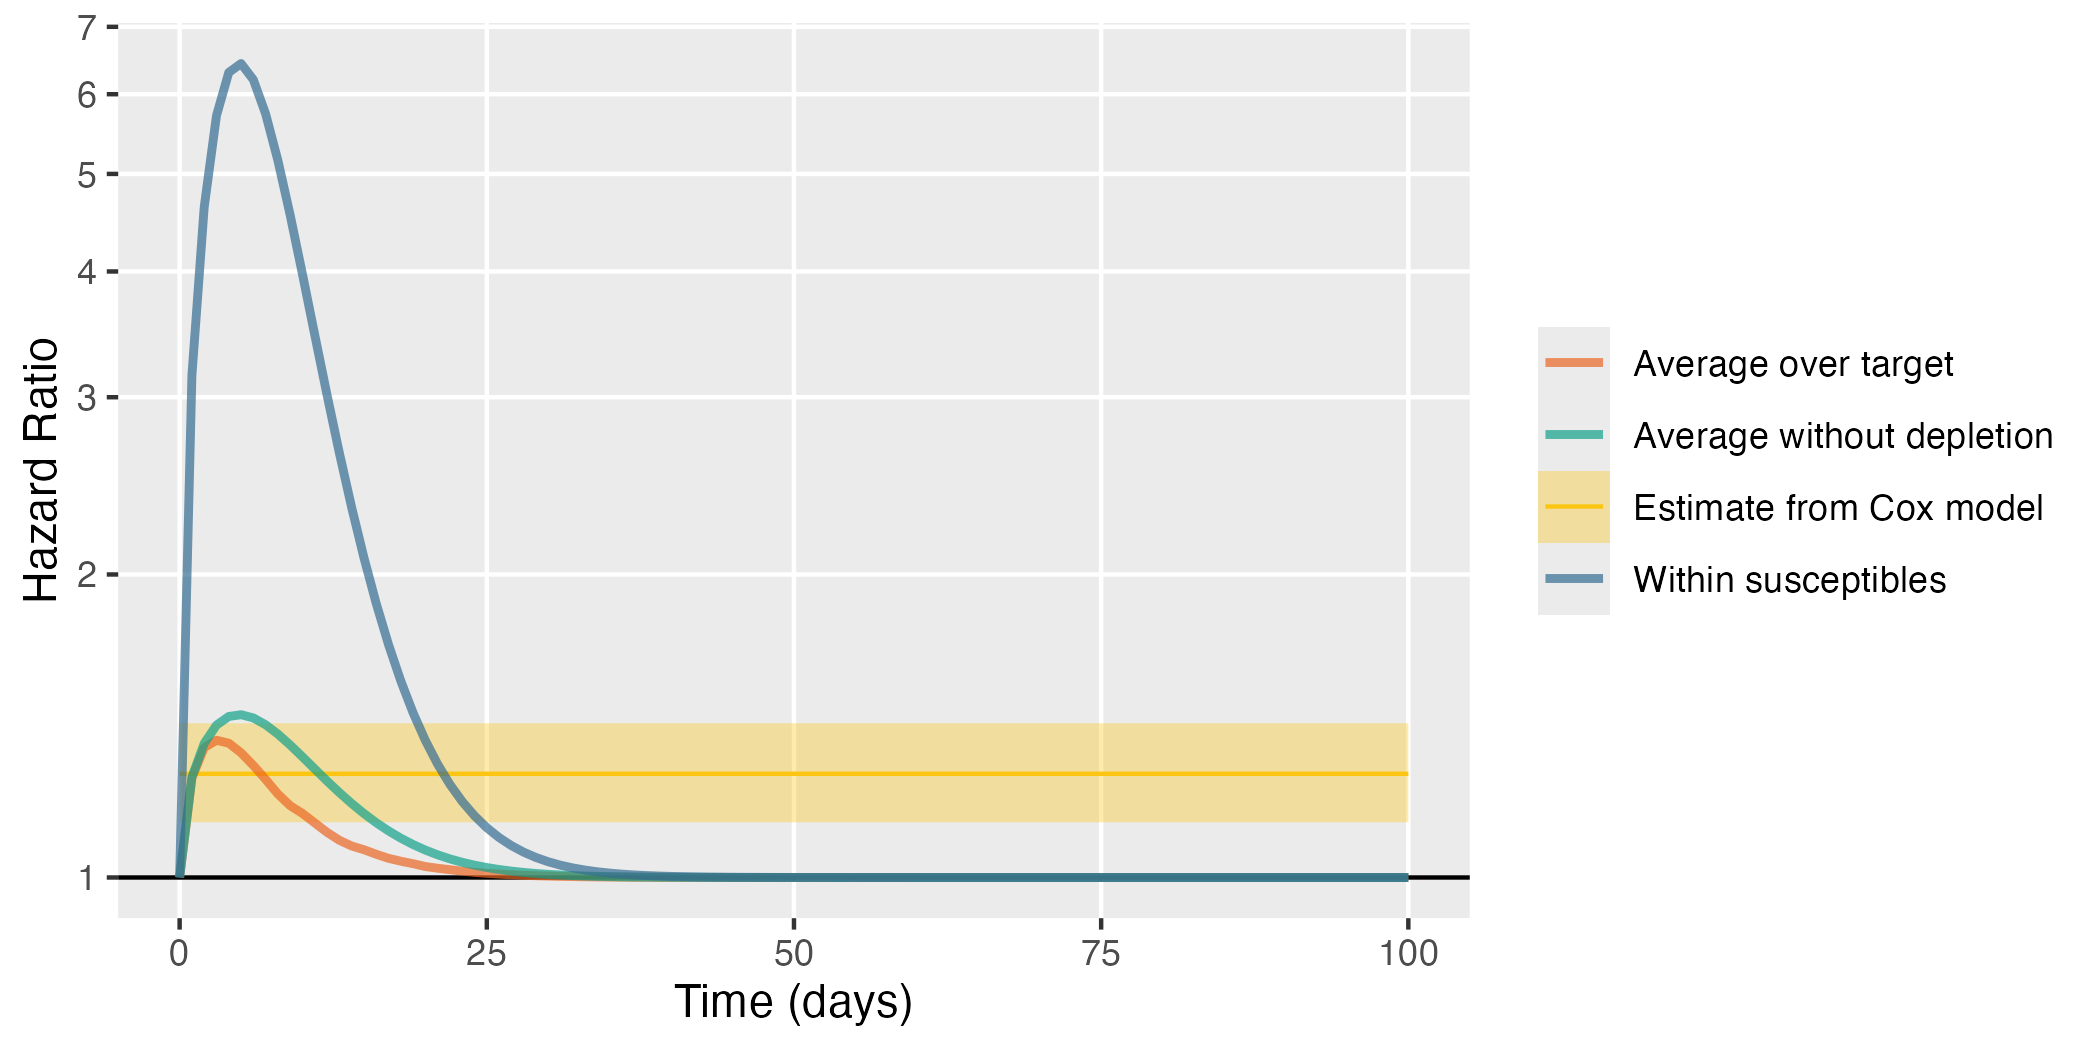 7
6
5
4
3
2
1
Hazard Ratio
0 25 50 75 100
Time (days)
Average over target
Average without depletion
Estimate from Cox model
Within susceptibles